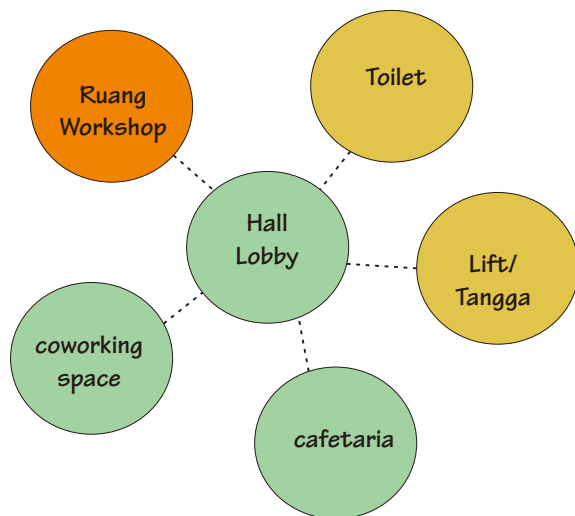 Ruang
Workshop
Toilet
Hall
Lobby
Lift/
Tangga
coworking
space
cafetaria